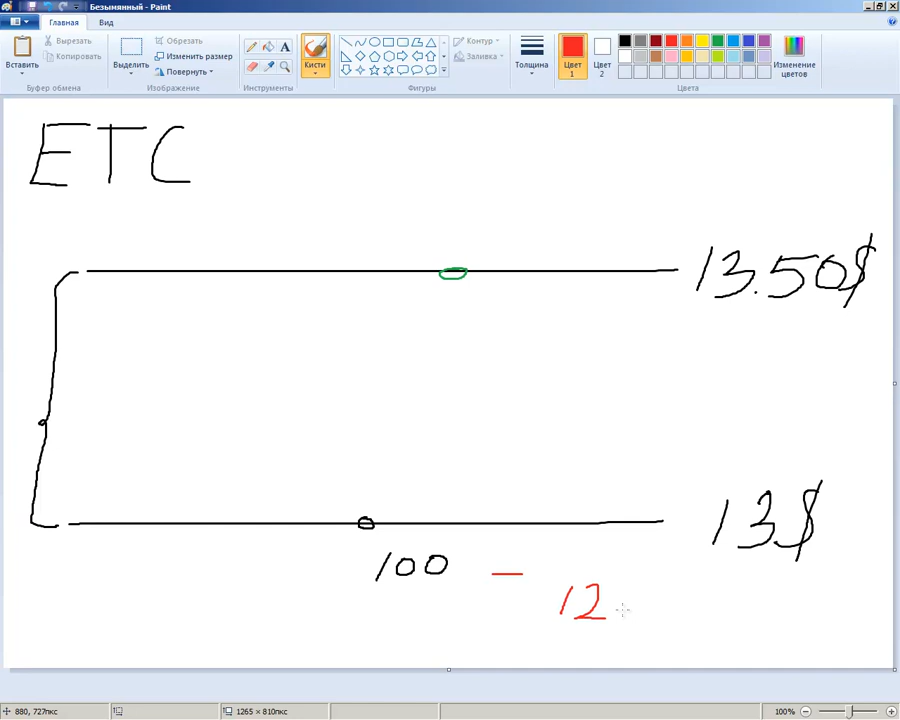 Безымянный - Paint
Главная Вид
Вставить
Вырезать
Копировать
Буфер обмена
Выделить
Обрезать
Изменить размер
Повернуть
Изображение
A
Инструменты
Кисти
Контур
Заливка
Фигуры
Толщина
Цвет 1
Цвет 2
Изменение цветов
Цвета
ETC
13.50$
13$
100
– 12
880, 727пкс
1265 × 810пкс
100%